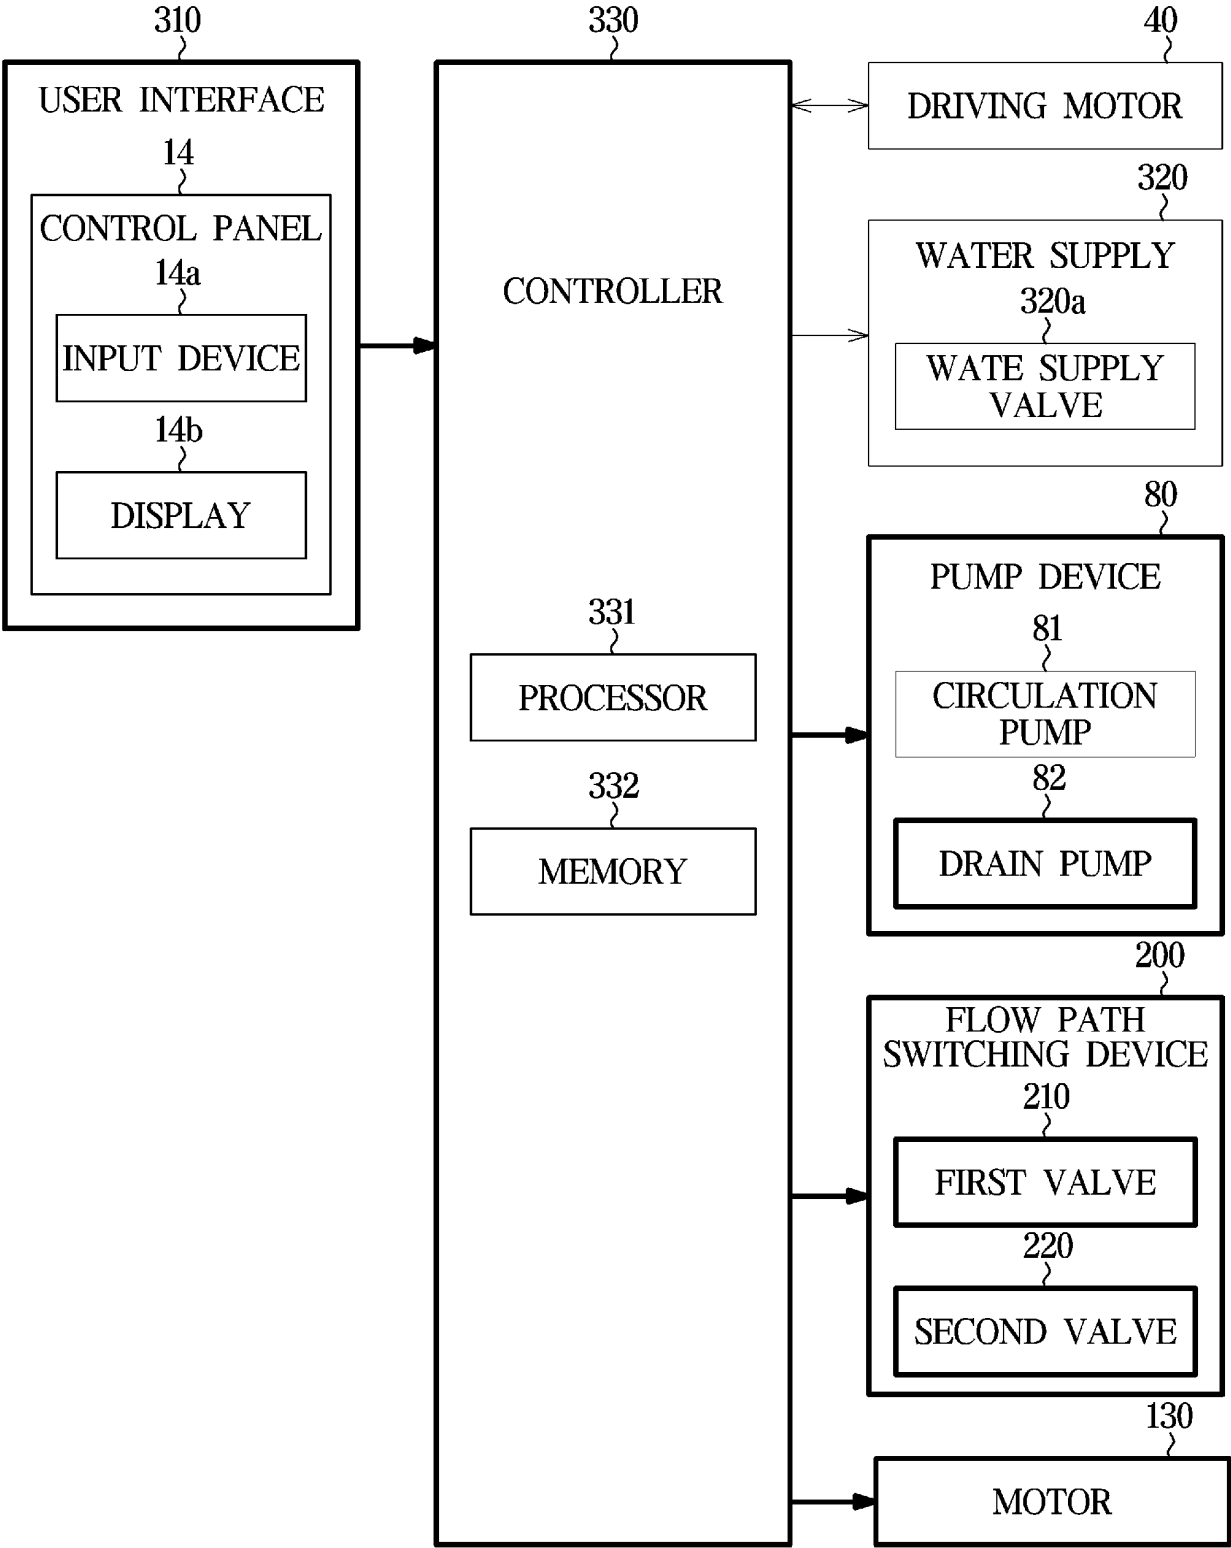 310
USER INTERFACE
14
CONTROL PANEL
14a
INPUT DEVICE
14b
DISPLAY
330
CONTROLLER
331
PROCESSOR
332
MEMORY
40
DRIVING MOTOR
320
WATER SUPPLY
320a
WATE SUPPLY
VALVE
80
PUMP DEVICE
81
CIRCULATION
PUMP
82
DRAIN PUMP
200
FLOW PATH
SWITCHING DEVICE
210
FIRST VALVE
220
SECOND VALVE
130
MOTOR